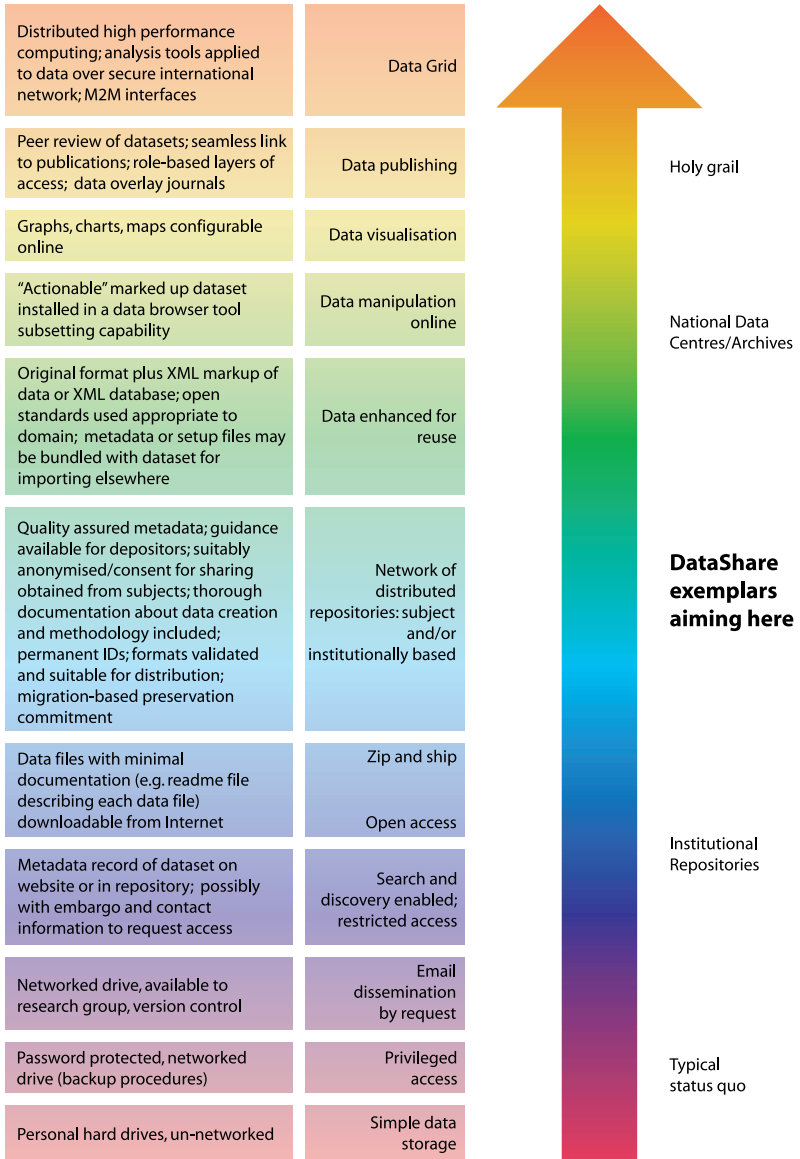 Distributed high performance
computing; analysis tools applied
to data over secure international
network; M2M interfaces
Data Grid
Peer review of datasets; seamless link
to publications; role-based layers of
access; data overlay journals
Data publishing
Holy grail
Graphs, charts, maps configurable
online
Data visualisation
“Actionable” marked up dataset
installed in a data browser tool
subsetting capability
Data manipulation
online
National Data
Centres/Archives
Original format plus XML markup of
data or XML database; open
standards used appropriate to
domain; metadata or setup files may
be bundled with dataset for
importing elsewhere
Data enhanced for
reuse
Quality assured metadata; guidance
available for depositors; suitably
anonymised/consent for sharing
obtained from subjects; thorough
documentation about data creation
and methodology included;
permanent IDs; formats validated
and suitable for distribution;
migration-based preservation
commitment
Network of
distributed
repositories: subject
and/or
institutionally based
DataShare
exemplars
aiming here
Data files with minimal
documentation (e.g. readme file
describing each data file)
downloadable from Internet
Zip and ship
Open access
Institutional
Repositories
Metadata record of dataset on
website or in repository; possibly
with embargo and contact
information to request access
Search and
discovery enabled;
restricted access
Networked drive, available to
research group, version control
Email
dissemination
by request
Password protected, networked
drive (backup procedures)
Privileged
access
Typical
status quo
Personal hard drives, un-networked
Simple data
storage